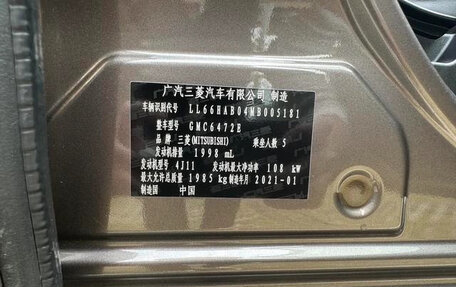 广汽三菱汽车有限公司 制造
车辆识别代号 LL66HAB04MB005181
整车型号 GMC6472E
品 牌 三菱(MITSUBISHI) 乘坐人数 5
发动机排量 1998 mL
发动机型号 4J11 发动机最大净功率 108 kW
最大允许总质量 1985 kg 制造年月 2021-01
制造国 中国